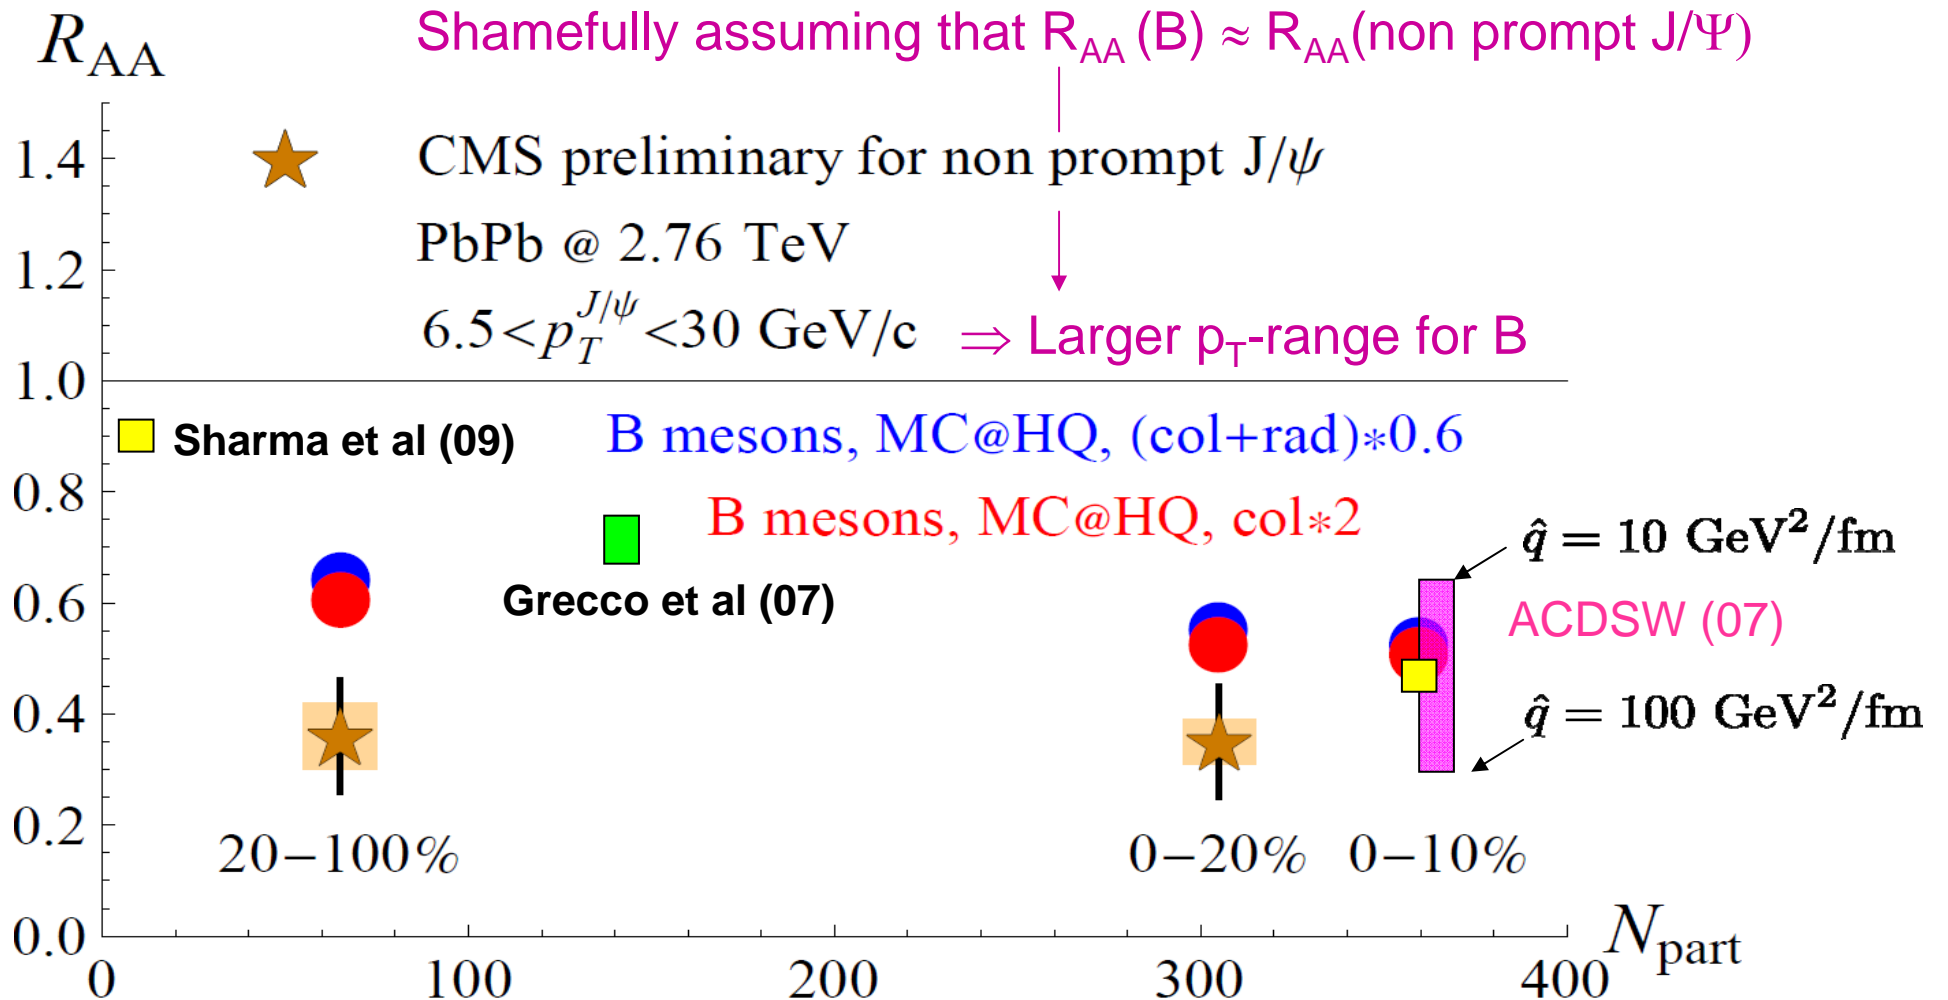 R_AA
Shamefully assuming that R_AA (B) ≈ R_AA(non prompt J/Ψ)
1.4
CMS preliminary for non prompt J/ψ
PbPb @ 2.76 TeV
1.2
6.5<p_T^{J/ψ}<30 GeV/c ⇒ Larger p_T-range for B
1.0
Sharma et al (09)
B mesons, MC@HQ, (col+rad)*0.6
0.8
B mesons, MC@HQ, col*2
q̂ = 10 GeV²/fm
0.6
Grecco et al (07)
ACDSW (07)
0.4
q̂ = 100 GeV²/fm
0.2
20–100%
0–20%
0–10%
0.0
N_part
0 100 200 300 400